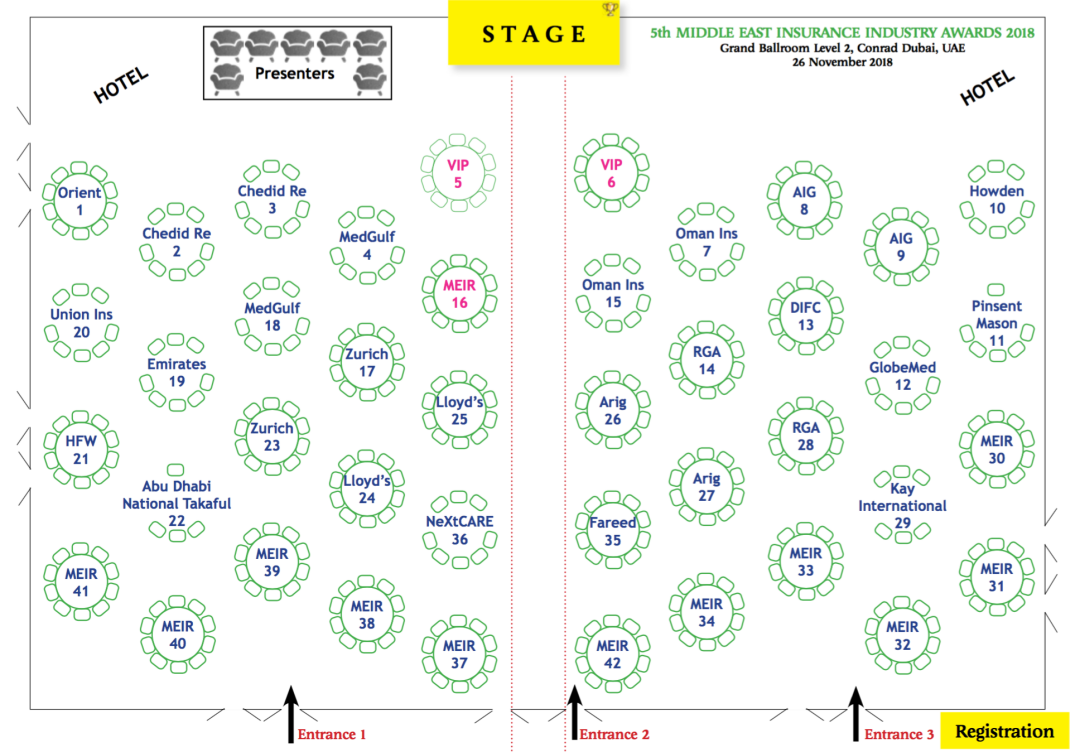 STAGE
5th MIDDLE EAST INSURANCE INDUSTRY AWARDS 2018
Grand Ballroom Level 2, Conrad Dubai, UAE
26 November 2018
Presenters
HOTEL
HOTEL
Orient
1
Chedid Re
2
Chedid Re
3
MedGulf
4
VIP
5
VIP
6
Oman Ins
7
AIG
8
AIG
9
Howden
10
Union Ins
20
Emirates
19
MedGulf
18
Zurich
17
MEIR
16
Oman Ins
15
RGA
14
DIFC
13
GlobeMed
12
Pinsent
Mason
11
HFW
21
Abu Dhabi
National Takaful
22
Zurich
23
Lloyd's
24
Lloyd's
25
Arig
26
Arig
27
RGA
28
Kay
International
29
MEIR
30
MEIR
41
MEIR
40
MEIR
39
MEIR
38
NeXtCARE
36
MEIR
37
Fareed
35
MEIR
42
MEIR
34
MEIR
33
MEIR
32
MEIR
31
Entrance 1
Entrance 2
Entrance 3
Registration